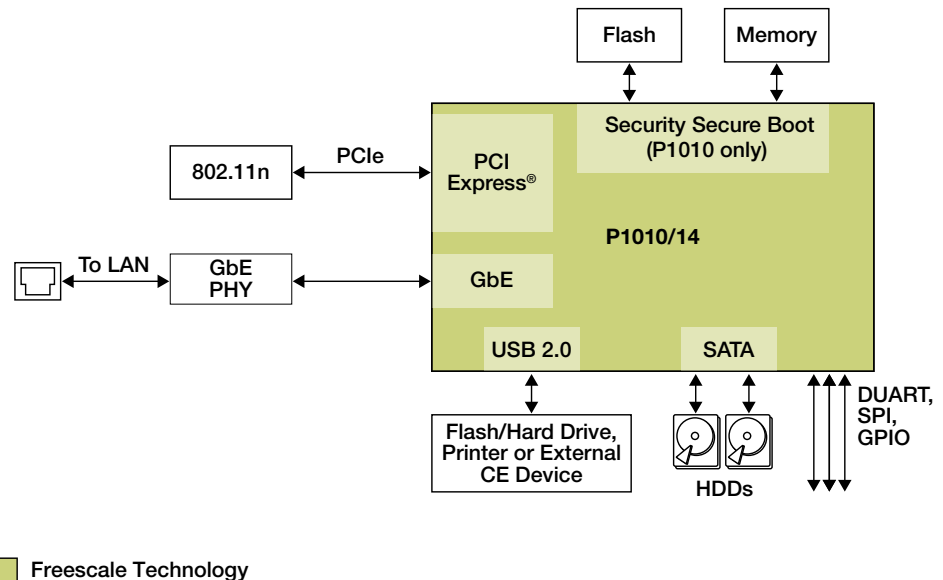 Flash
Memory
Security Secure Boot
(P1010 only)
802.11n
PCIe
PCI
Express®
P1010/14
To LAN
GbE
PHY
GbE
USB 2.0
SATA
DUART,
SPI,
GPIO
Flash/Hard Drive,
Printer or External
CE Device
HDDs
Freescale Technology